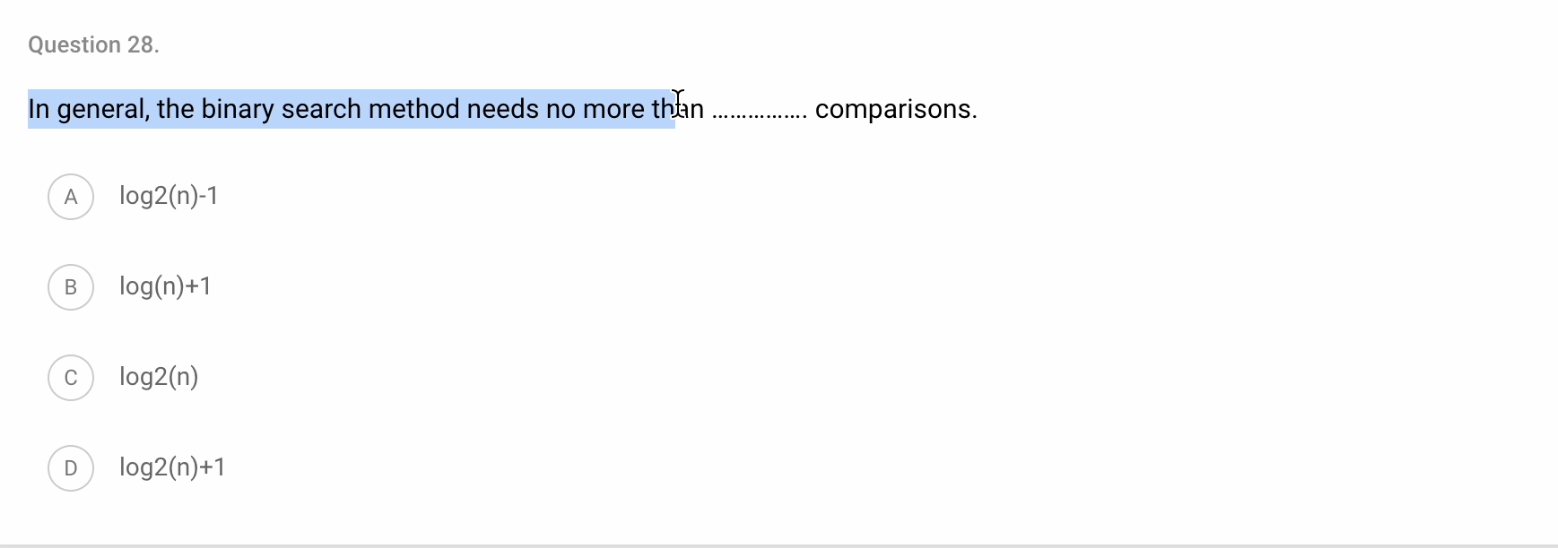 Question 28.
In general, the binary search method needs no more than ................ comparisons.
A log2(n)-1
B log(n)+1
C log2(n)
D log2(n)+1